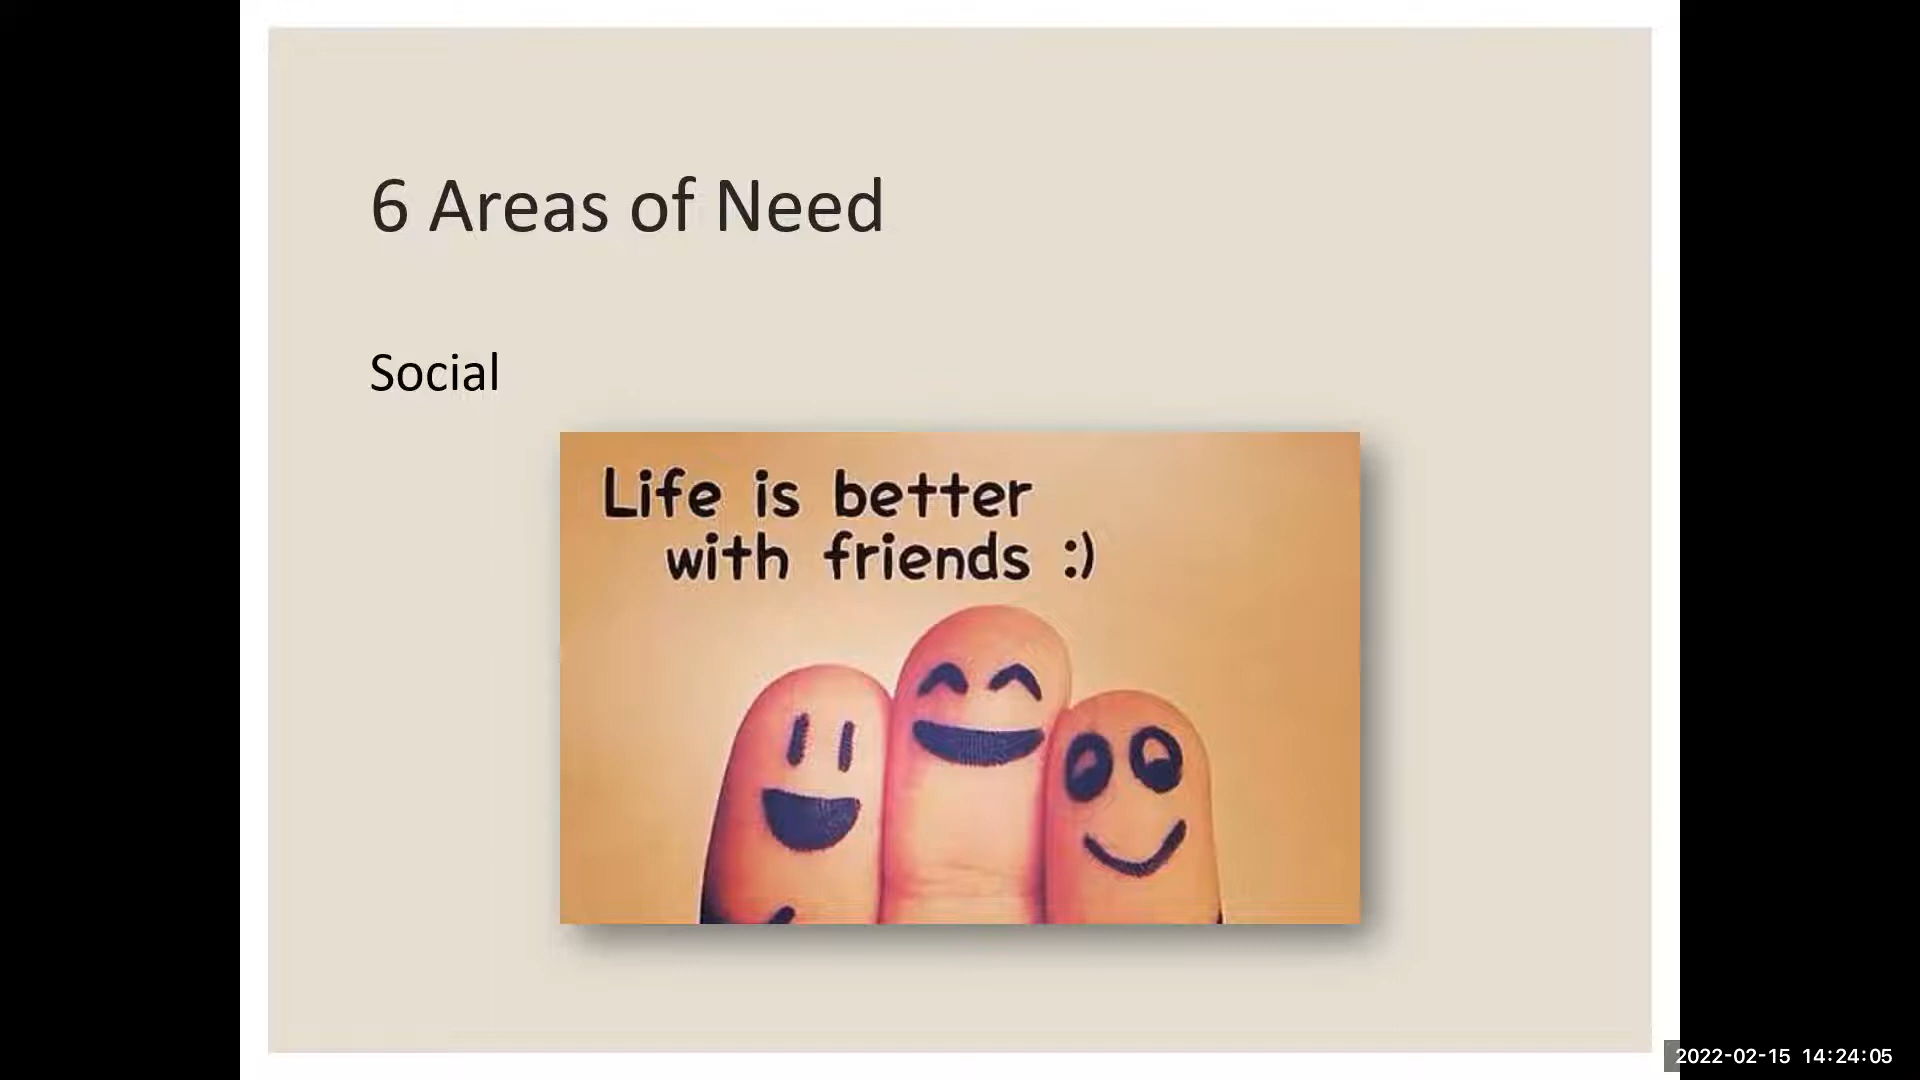 6 Areas of Need
Social
Life is better
with friends :)
2022-02-15 14:24:05